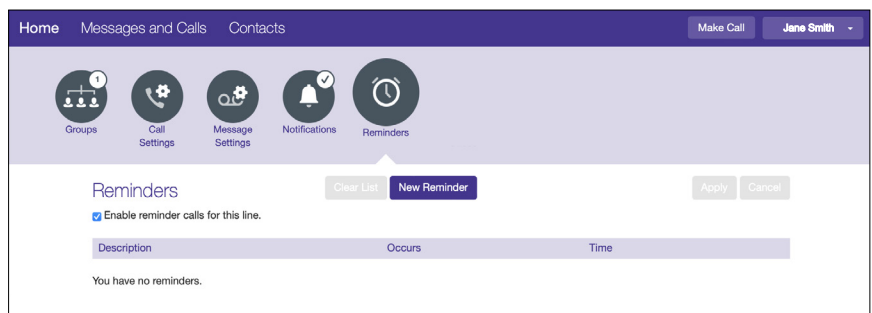 Home Messages and Calls Contacts Make Call Jane Smith
1
Groups
Call
Settings
Message
Settings
Notifications
Reminders
Reminders Clear List New Reminder Apply Cancel
Enable reminder calls for this line.
Description Occurs Time
You have no reminders.